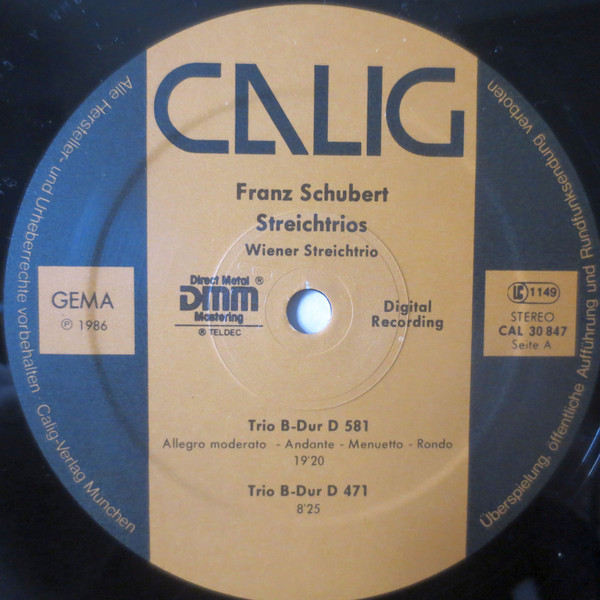 CALIG
Franz Schubert
Streichtrios
Wiener Streichtrio
GEMA
℗ 1986
Direct Metal ®
DMM
Mastering
® TELDEC
Digital
Recording
LC 1149
STEREO
CAL 30 847
Seite A
Trio B-Dur D 581
Allegro moderato - Andante - Menuetto - Rondo
19'20
Trio B-Dur D 471
8'25
Alle Hersteller- und Urheberrechte vorbehalten · Calig-Verlag München
Überspielung, öffentliche Aufführung und Rundfunksendung verboten